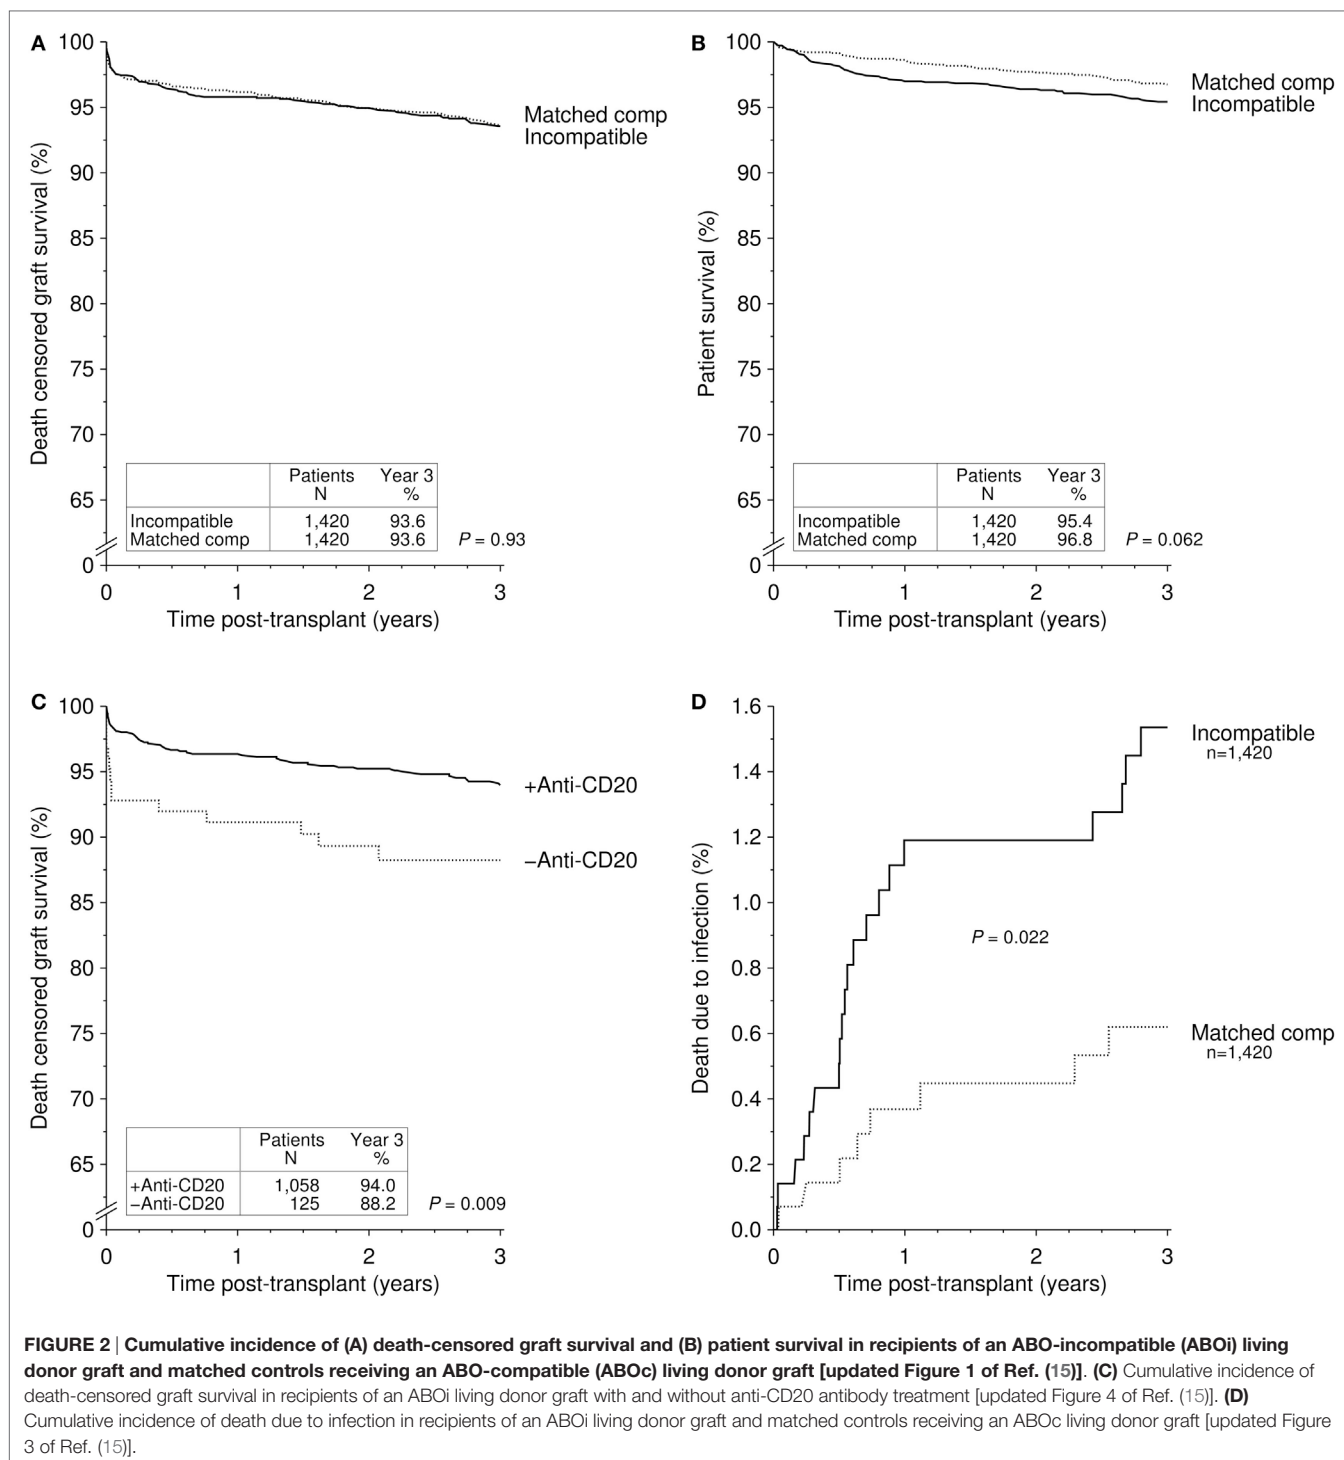 A
100
95
90
85
80
75
70
65
0
Death censored graft survival (%)
Matched comp
Incompatible
Patients Year 3
N %
Incompatible 1,420 93.6
Matched comp 1,420 93.6
P = 0.93
0 1 2 3
Time post-transplant (years)
B
100
95
90
85
80
75
70
65
0
Patient survival (%)
Matched comp
Incompatible
Patients Year 3
N %
Incompatible 1,420 95.4
Matched comp 1,420 96.8
P = 0.062
0 1 2 3
Time post-transplant (years)
C
100
95
90
85
80
75
70
65
0
Death censored graft survival (%)
+Anti-CD20
−Anti-CD20
Patients Year 3
N %
+Anti-CD20 1,058 94.0
−Anti-CD20 125 88.2
P = 0.009
0 1 2 3
Time post-transplant (years)
D
1.6
1.4
1.2
1.0
0.8
0.6
0.4
0.2
0.0
Death due to infection (%)
Incompatible
n=1,420
P = 0.022
Matched comp
n=1,420
0 1 2 3
Time post-transplant (years)
FIGURE 2 | Cumulative incidence of (A) death-censored graft survival and (B) patient survival in recipients of an ABO-incompatible (ABOi) living
donor graft and matched controls receiving an ABO-compatible (ABOc) living donor graft [updated Figure 1 of Ref. (15)]. (C) Cumulative incidence of
death-censored graft survival in recipients of an ABOi living donor graft with and without anti-CD20 antibody treatment [updated Figure 4 of Ref. (15)]. (D)
Cumulative incidence of death due to infection in recipients of an ABOi living donor graft and matched controls receiving an ABOc living donor graft [updated Figure
3 of Ref. (15)].